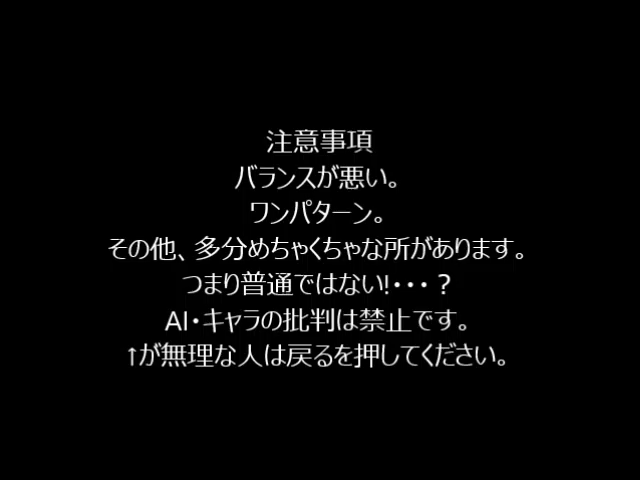 注意事項
バランスが悪い。
ワンパターン。
その他、多分めちゃくちゃな所があります。
つまり普通ではない!・・・？
AI・キャラの批判は禁止です。
↑が無理な人は戻るを押してください。